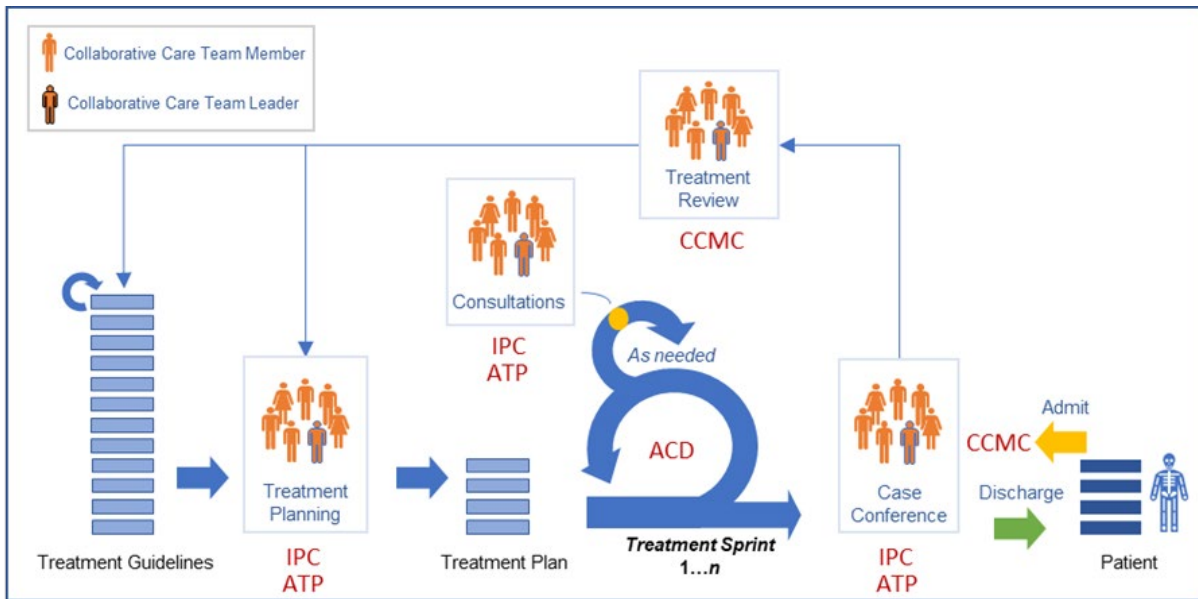 Collaborative Care Team Member
Collaborative Care Team Leader
Treatment
Review
CCMC
Consultations
IPC
ATP
As needed
ACD
Treatment Guidelines
Treatment
Planning
IPC
ATP
Treatment Plan
Treatment Sprint
1...n
Case
Conference
IPC
ATP
CCMC
Admit
Discharge
Patient